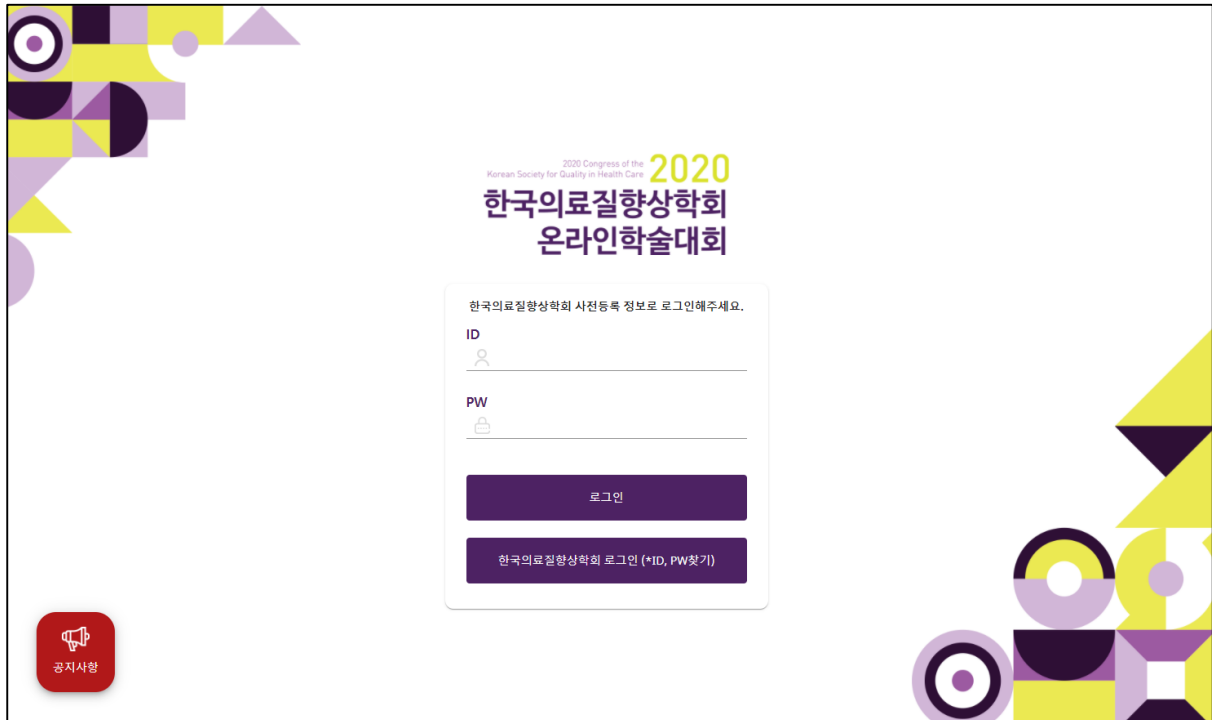 2020 Congress of the
Korean Society for Quality in Health Care 2020
한국의료질향상학회
온라인학술대회
한국의료질향상학회 사전등록 정보로 로그인해주세요.
ID
PW
로그인
한국의료질향상학회 로그인 (*ID, PW찾기)
공지사항